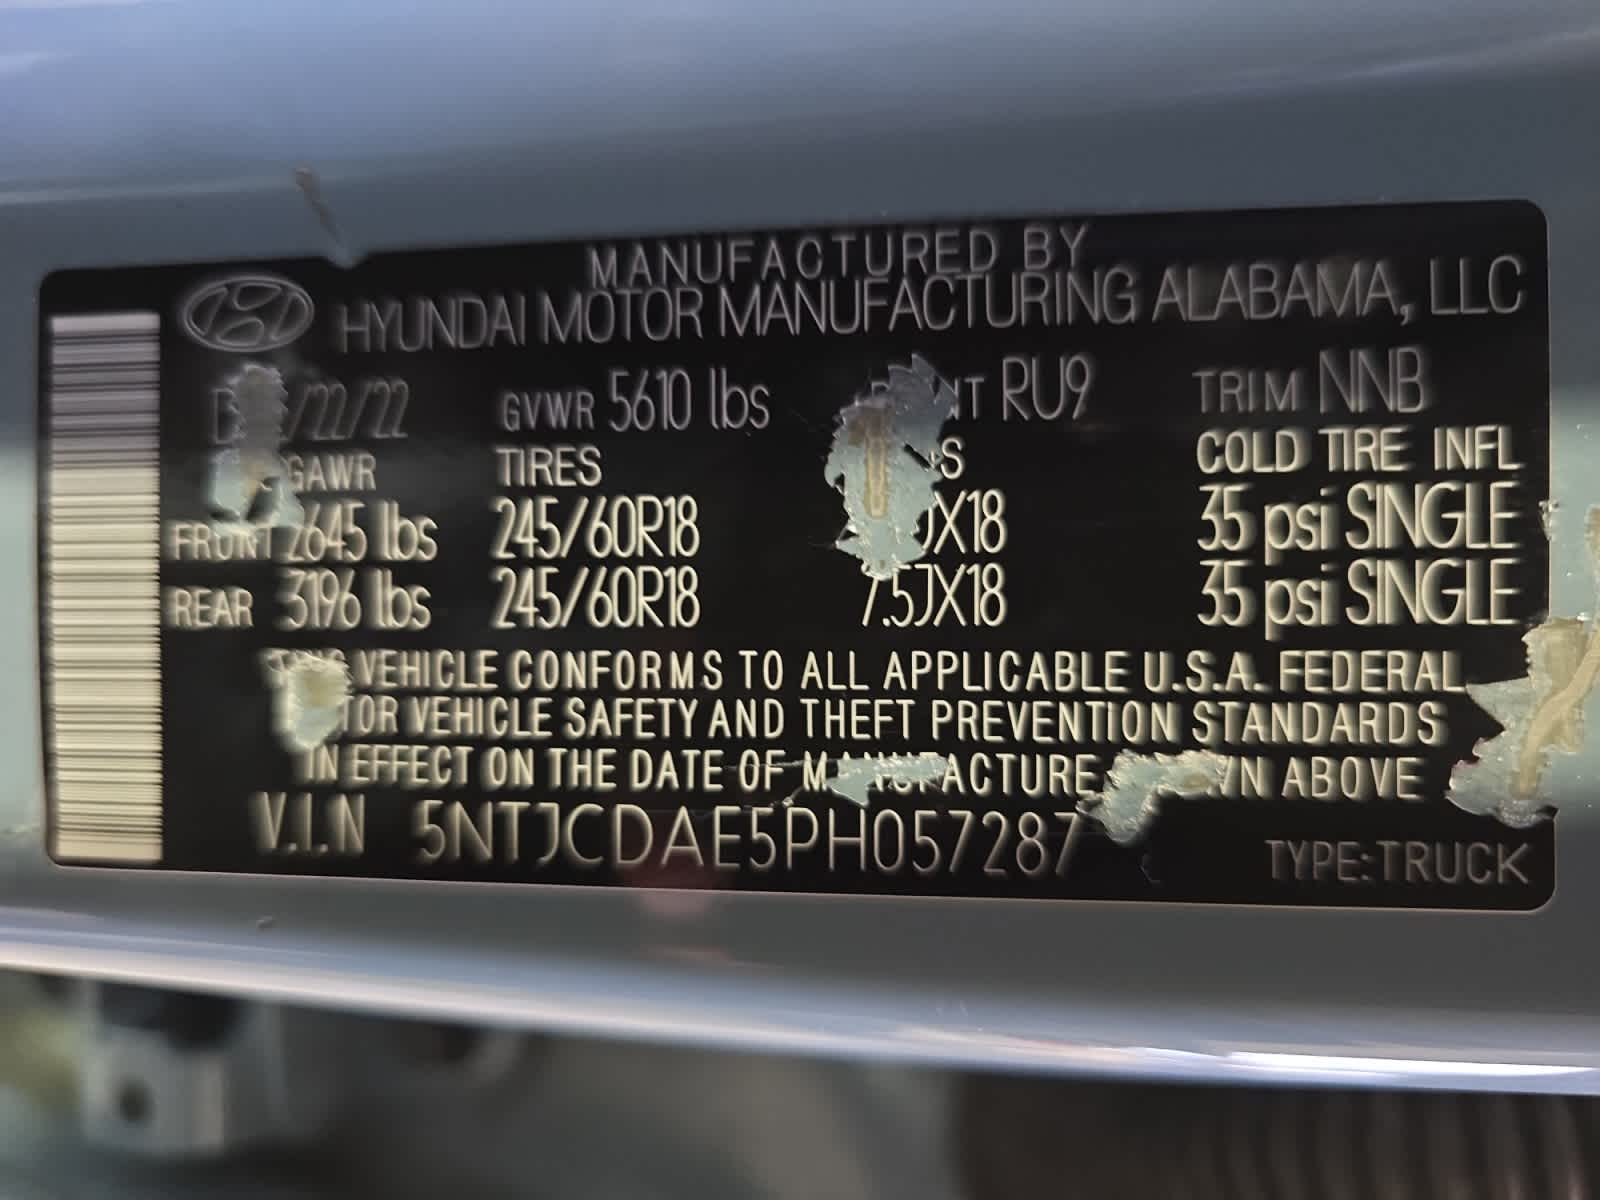 MANUFACTURED BY
HYUNDAI MOTOR MANUFACTURING ALABAMA, LLC
/22/22 GVWR 5610 lbs RU9 TRIM NNB
GAWR TIRES COLD TIRE INFL
FRONT 2645 lbs 245/60R18 JX18 35 psi SINGLE
REAR 3196 lbs 245/60R18 7.5JX18 35 psi SINGLE
THIS VEHICLE CONFORMS TO ALL APPLICABLE U.S.A. FEDERAL
VEHICLE SAFETY AND THEFT PREVENTION STANDARDS
IN EFFECT ON THE DATE OF MANUFACTURE ABOVE
V.I.N 5NTJCDAE5PH057287
TYPE:TRUCK